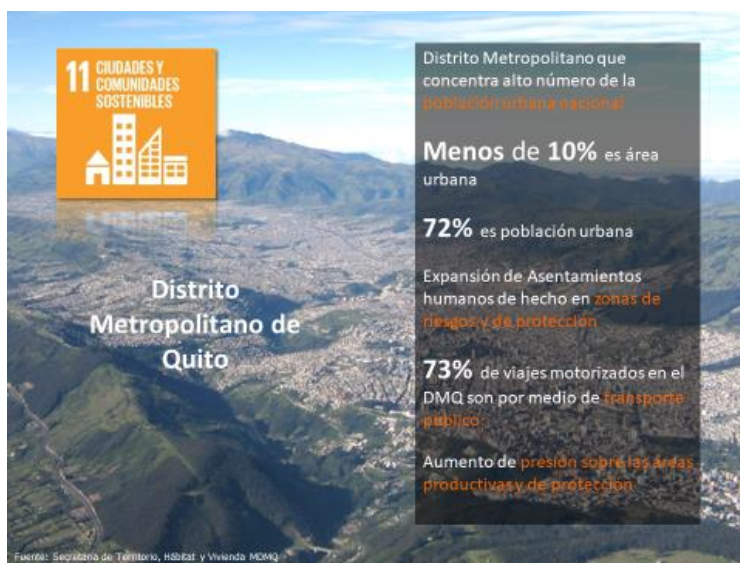 11 CIUDADES Y
COMUNIDADES
SOSTENIBLES
Distrito
Metropolitano de
Quito
Distrito Metropolitano que
concentra alto número de la
población urbana nacional
Menos de 10% es área
urbana
72% es población urbana
Expansión de Asentamientos
humanos de hecho en zonas de
riesgos y de protección
73% de viajes motorizados en el
DMQ son por medio de transporte
público
Aumento de presión sobre las áreas
productivas y de protección
Fuente: Secretaria de Territorio, Hábitat y Vivienda MDMQ